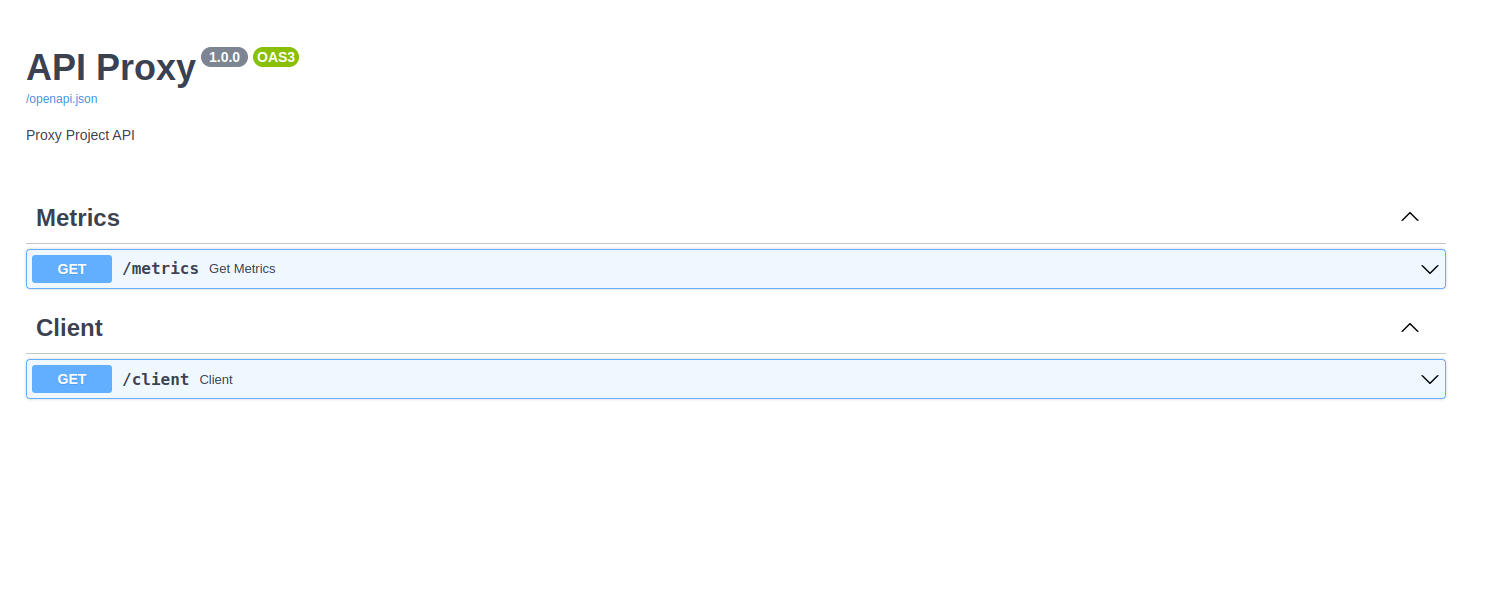 API Proxy 1.0.0 OAS3
/openapi.json
Proxy Project API
Metrics
GET /metrics Get Metrics
Client
GET /client Client